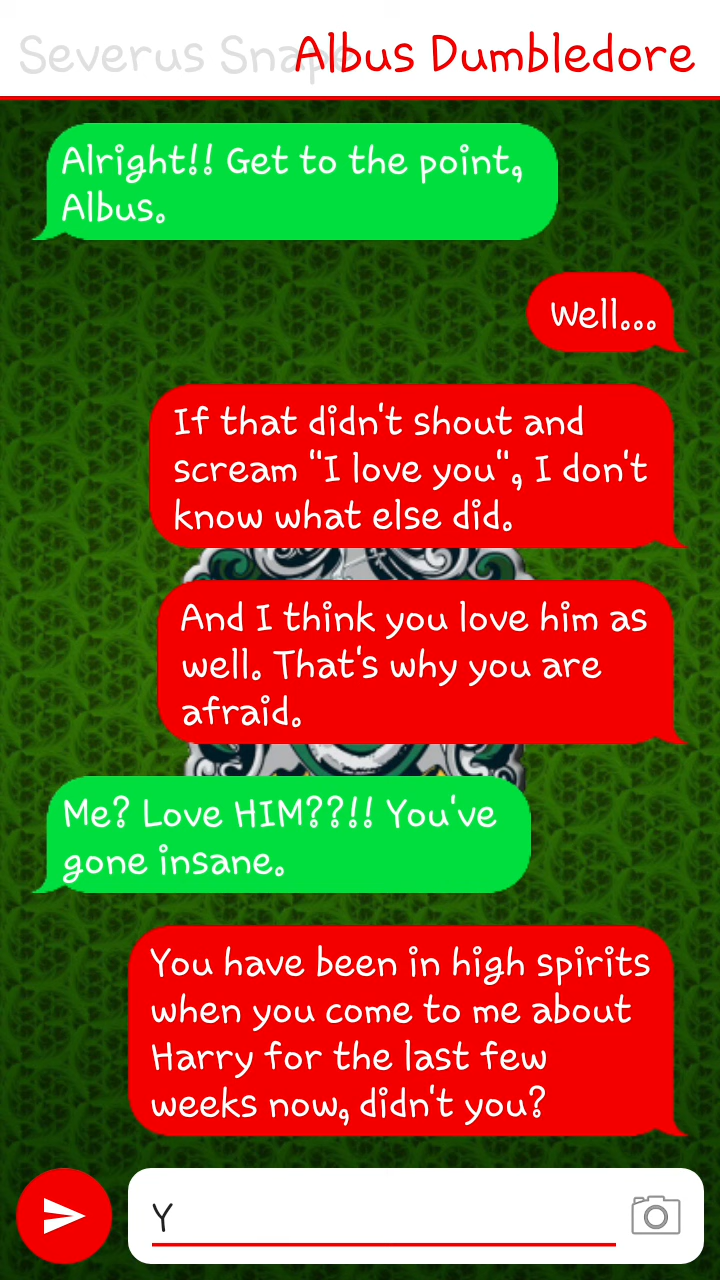 Severus Snape
Albus Dumbledore
Alright!! Get to the point,
Albus.
Well...
If that didn't shout and
scream "I love you", I don't
know what else did.
And I think you love him as
well. That's why you are
afraid.
Me? Love HIM??!! You've
gone insane.
You have been in high spirits
when you come to me about
Harry for the last few
weeks now, didn't you?
Y